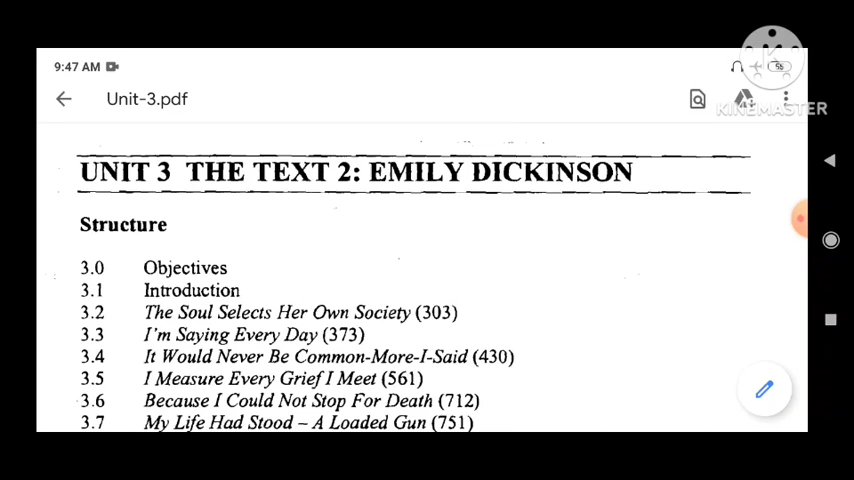 9:47 AM
55
Unit-3.pdf
KINEMASTER
UNIT 3 THE TEXT 2: EMILY DICKINSON
Structure
3.0 Objectives
3.1 Introduction
3.2 The Soul Selects Her Own Society (303)
3.3 I'm Saying Every Day (373)
3.4 It Would Never Be Common-More-I-Said (430)
3.5 I Measure Every Grief I Meet (561)
3.6 Because I Could Not Stop For Death (712)
3.7 My Life Had Stood – A Loaded Gun (751)